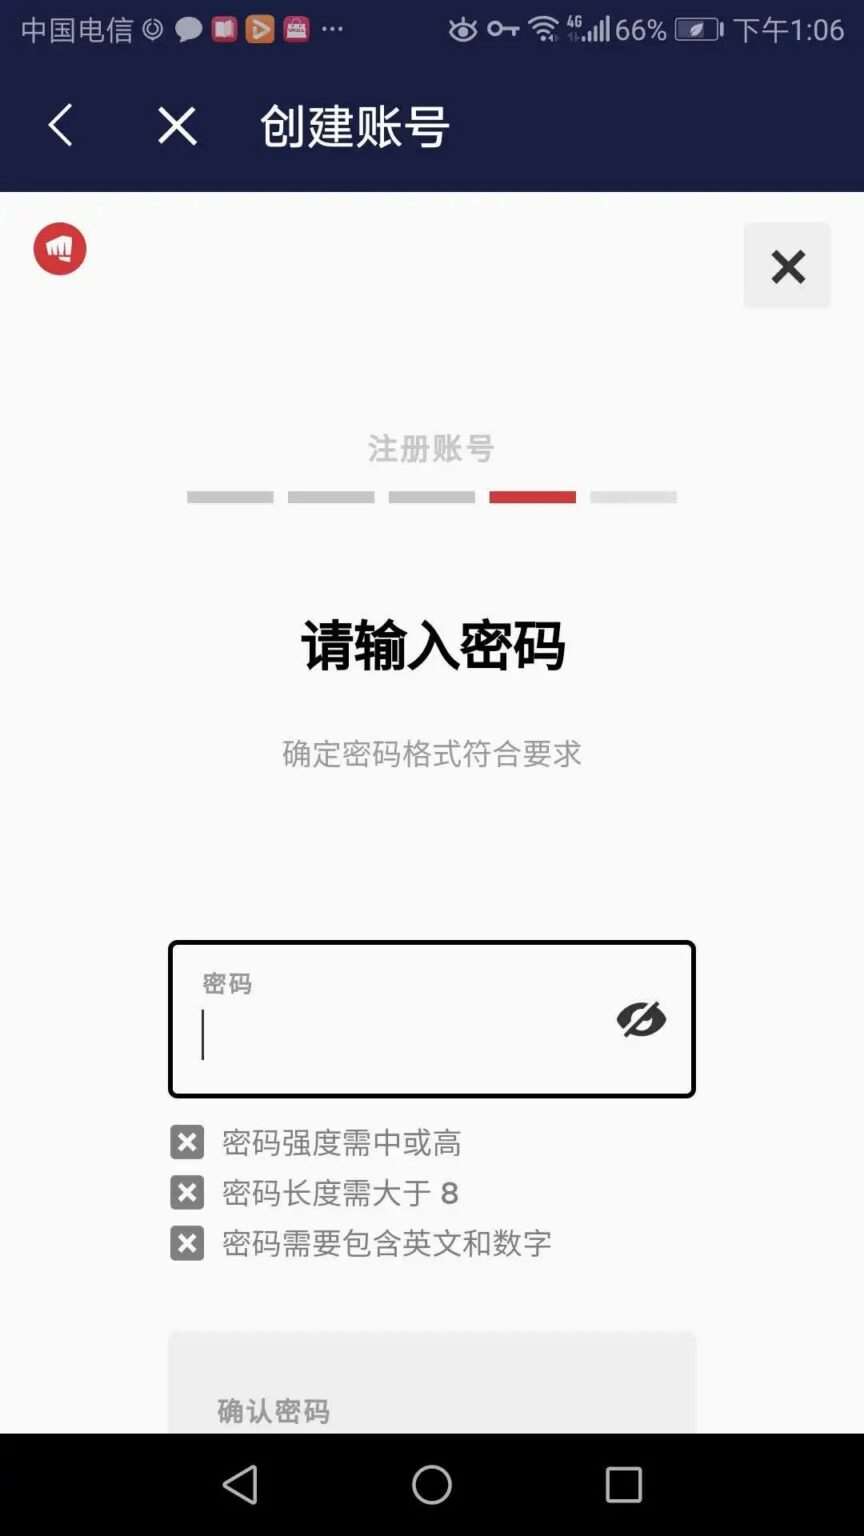 中国电信 ··· 4G 66% 下午1:06
创建账号
注册账号
请输入密码
确定密码格式符合要求
密码
密码强度需中或高
密码长度需大于 8
密码需要包含英文和数字
确认密码